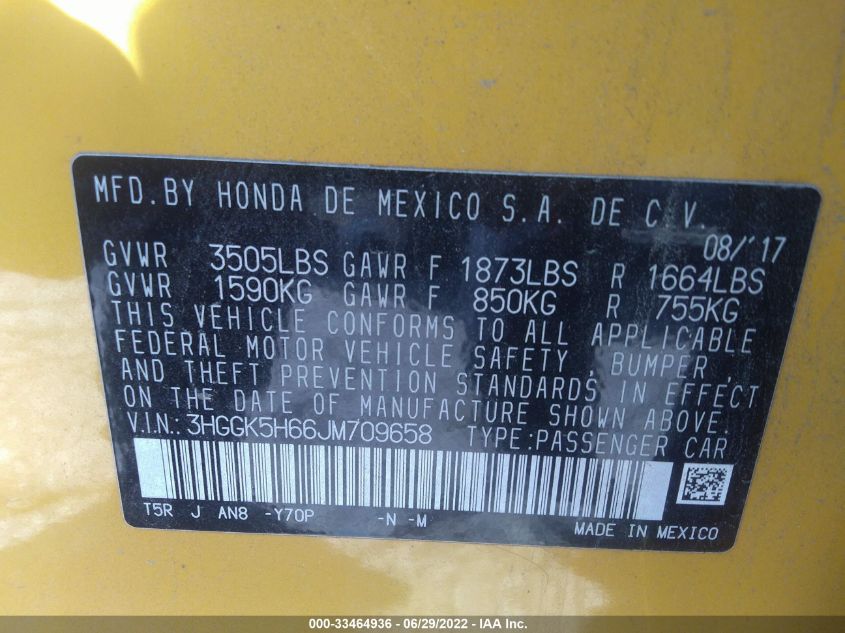 MFD.BY HONDA DE MEXICO S.A. DE C.V.
08/'17
GVWR 3505LBS GAWR F 1873LBS R 1664LBS
GVWR 1590KG GAWR F 850KG R 755KG
THIS VEHICLE CONFORMS TO ALL APPLICABLE
FEDERAL MOTOR VEHICLE SAFETY, BUMPER,
AND THEFT PREVENTION STANDARDS IN EFFECT
ON THE DATE OF MANUFACTURE SHOWN ABOVE.
V.I.N.: 3HGGK5H66JM709658 TYPE:PASSENGER CAR
T5R J AN8 -Y70P -N -M
MADE IN MEXICO
000-33464936 - 06/29/2022 - IAA Inc.